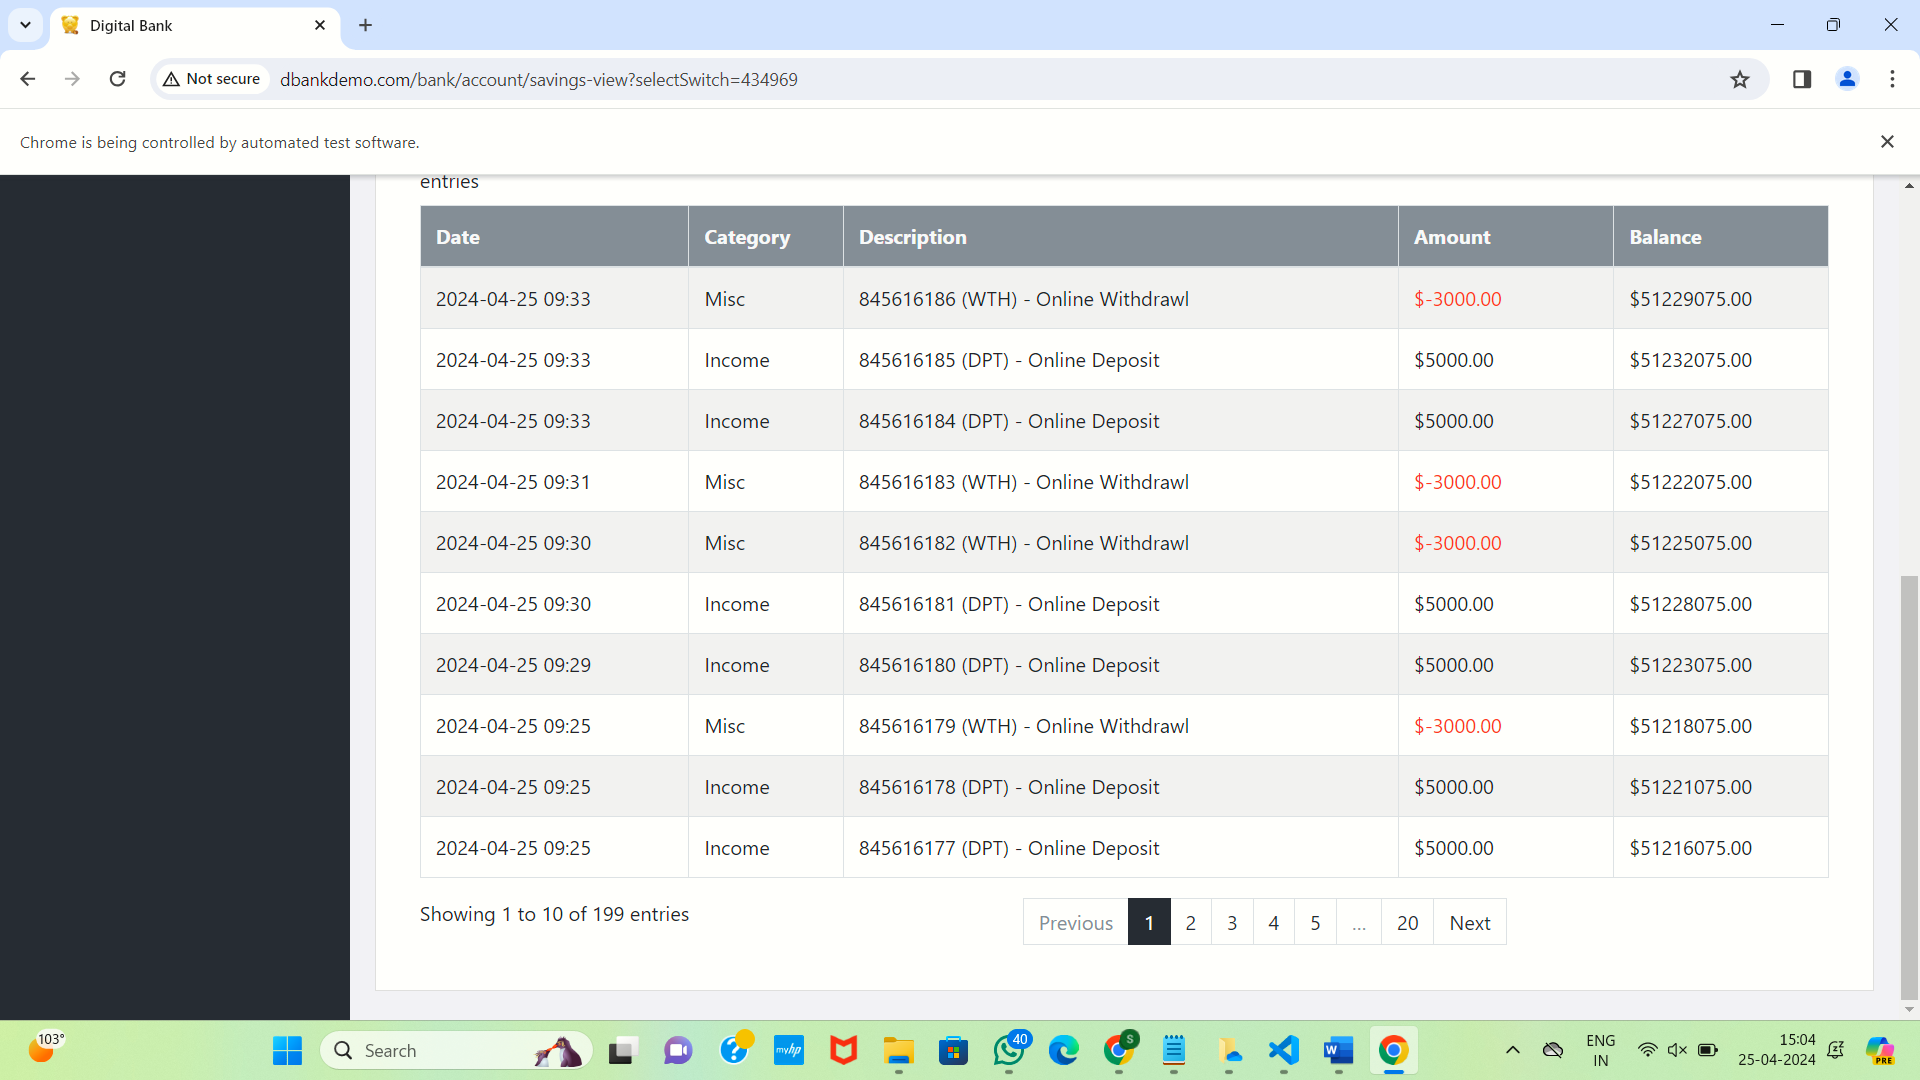 Digital Bank
Not secure dbankdemo.com/bank/account/savings-view?selectSwitch=434969
Chrome is being controlled by automated test software.
entries
Date Category Description Amount Balance
2024-04-25 09:33 Misc 845616186 (WTH) - Online Withdrawl $-3000.00 $51229075.00
2024-04-25 09:33 Income 845616185 (DPT) - Online Deposit $5000.00 $51232075.00
2024-04-25 09:33 Income 845616184 (DPT) - Online Deposit $5000.00 $51227075.00
2024-04-25 09:31 Misc 845616183 (WTH) - Online Withdrawl $-3000.00 $51222075.00
2024-04-25 09:30 Misc 845616182 (WTH) - Online Withdrawl $-3000.00 $51225075.00
2024-04-25 09:30 Income 845616181 (DPT) - Online Deposit $5000.00 $51228075.00
2024-04-25 09:29 Income 845616180 (DPT) - Online Deposit $5000.00 $51223075.00
2024-04-25 09:25 Misc 845616179 (WTH) - Online Withdrawl $-3000.00 $51218075.00
2024-04-25 09:25 Income 845616178 (DPT) - Online Deposit $5000.00 $51221075.00
2024-04-25 09:25 Income 845616177 (DPT) - Online Deposit $5000.00 $51216075.00
Showing 1 to 10 of 199 entries Previous 1 2 3 4 5 ... 20 Next
103° Search myhp 40 S W ENG 15:04
IN 25-04-2024 PRE